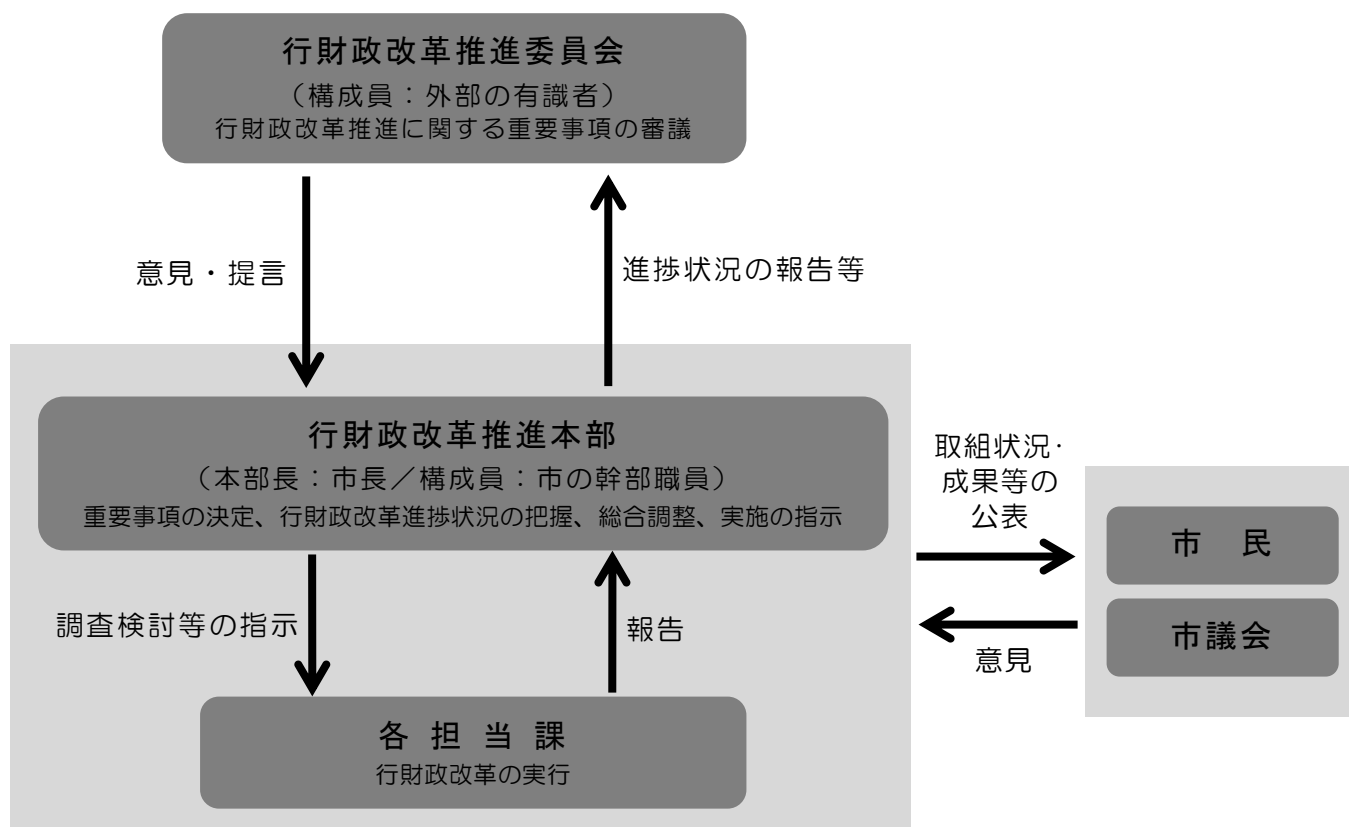 行財政改革推進委員会
（構成員：外部の有識者）
行財政改革推進に関する重要事項の審議
意見・提言
進捗状況の報告等
行財政改革推進本部
（本部長：市長／構成員：市の幹部職員）
重要事項の決定、行財政改革進捗状況の把握、総合調整、実施の指示
取組状況・
成果等の
公表
市　民
市議会
意見
調査検討等の指示
報告
各 担 当 課
行財政改革の実行